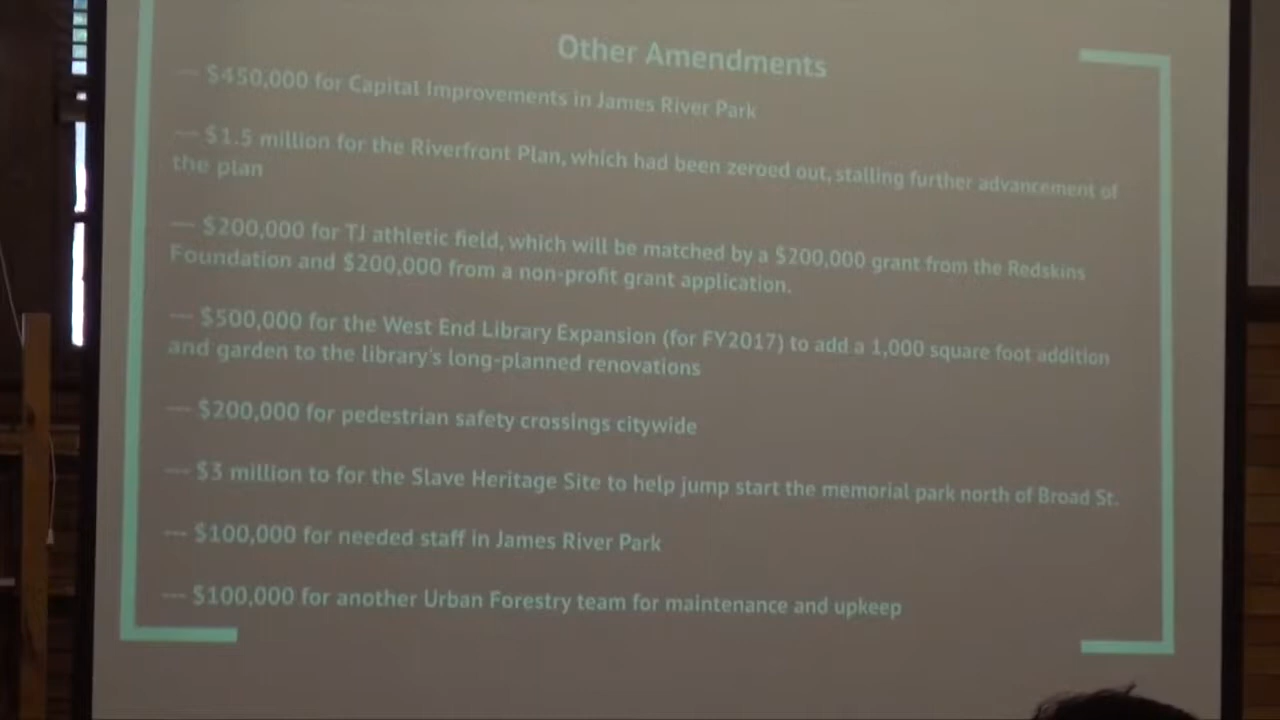 Other Amendments
--- $450,000 for Capital Improvements in James River Park
--- $1.5 million for the Riverfront Plan, which had been zeroed out, stalling further advancement of
the plan
--- $200,000 for TJ athletic field, which will be matched by a $200,000 grant from the Redskins
Foundation and $200,000 from a non-profit grant application.
--- $500,000 for the West End Library Expansion (for FY2017) to add a 1,000 square foot addition
and garden to the library's long-planned renovations
--- $200,000 for pedestrian safety crossings citywide
--- $3 million to for the Slave Heritage Site to help jump start the memorial park north of Broad St.
--- $100,000 for needed staff in James River Park
--- $100,000 for another Urban Forestry team for maintenance and upkeep